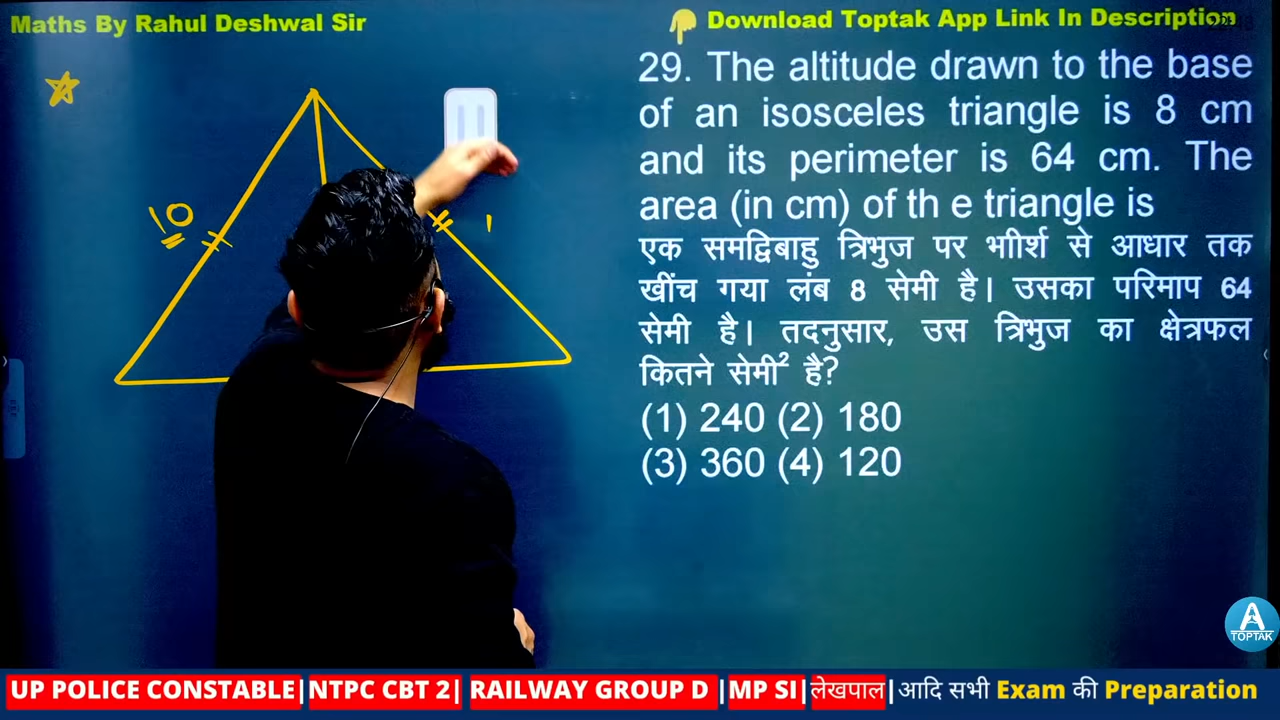 Maths By Rahul Deshwal Sir
Download Toptak App Link In Description
29. The altitude drawn to the base
of an isosceles triangle is 8 cm
and its perimeter is 64 cm. The
area (in cm) of th e triangle is
एक समद्विबाहु त्रिभुज पर भाीर्श से आधार तक
खींच गया लंब 8 सेमी है। उसका परिमाप 64
सेमी है। तदनुसार, उस त्रिभुज का क्षेत्रफल
कितने सेमी² है?
(1) 240 (2) 180
(3) 360 (4) 120
10
A
TOPTAK
UP POLICE CONSTABLE| NTPC CBT 2| RAILWAY GROUP D | MP SI| लेखपाल| आदि सभी Exam की Preparation